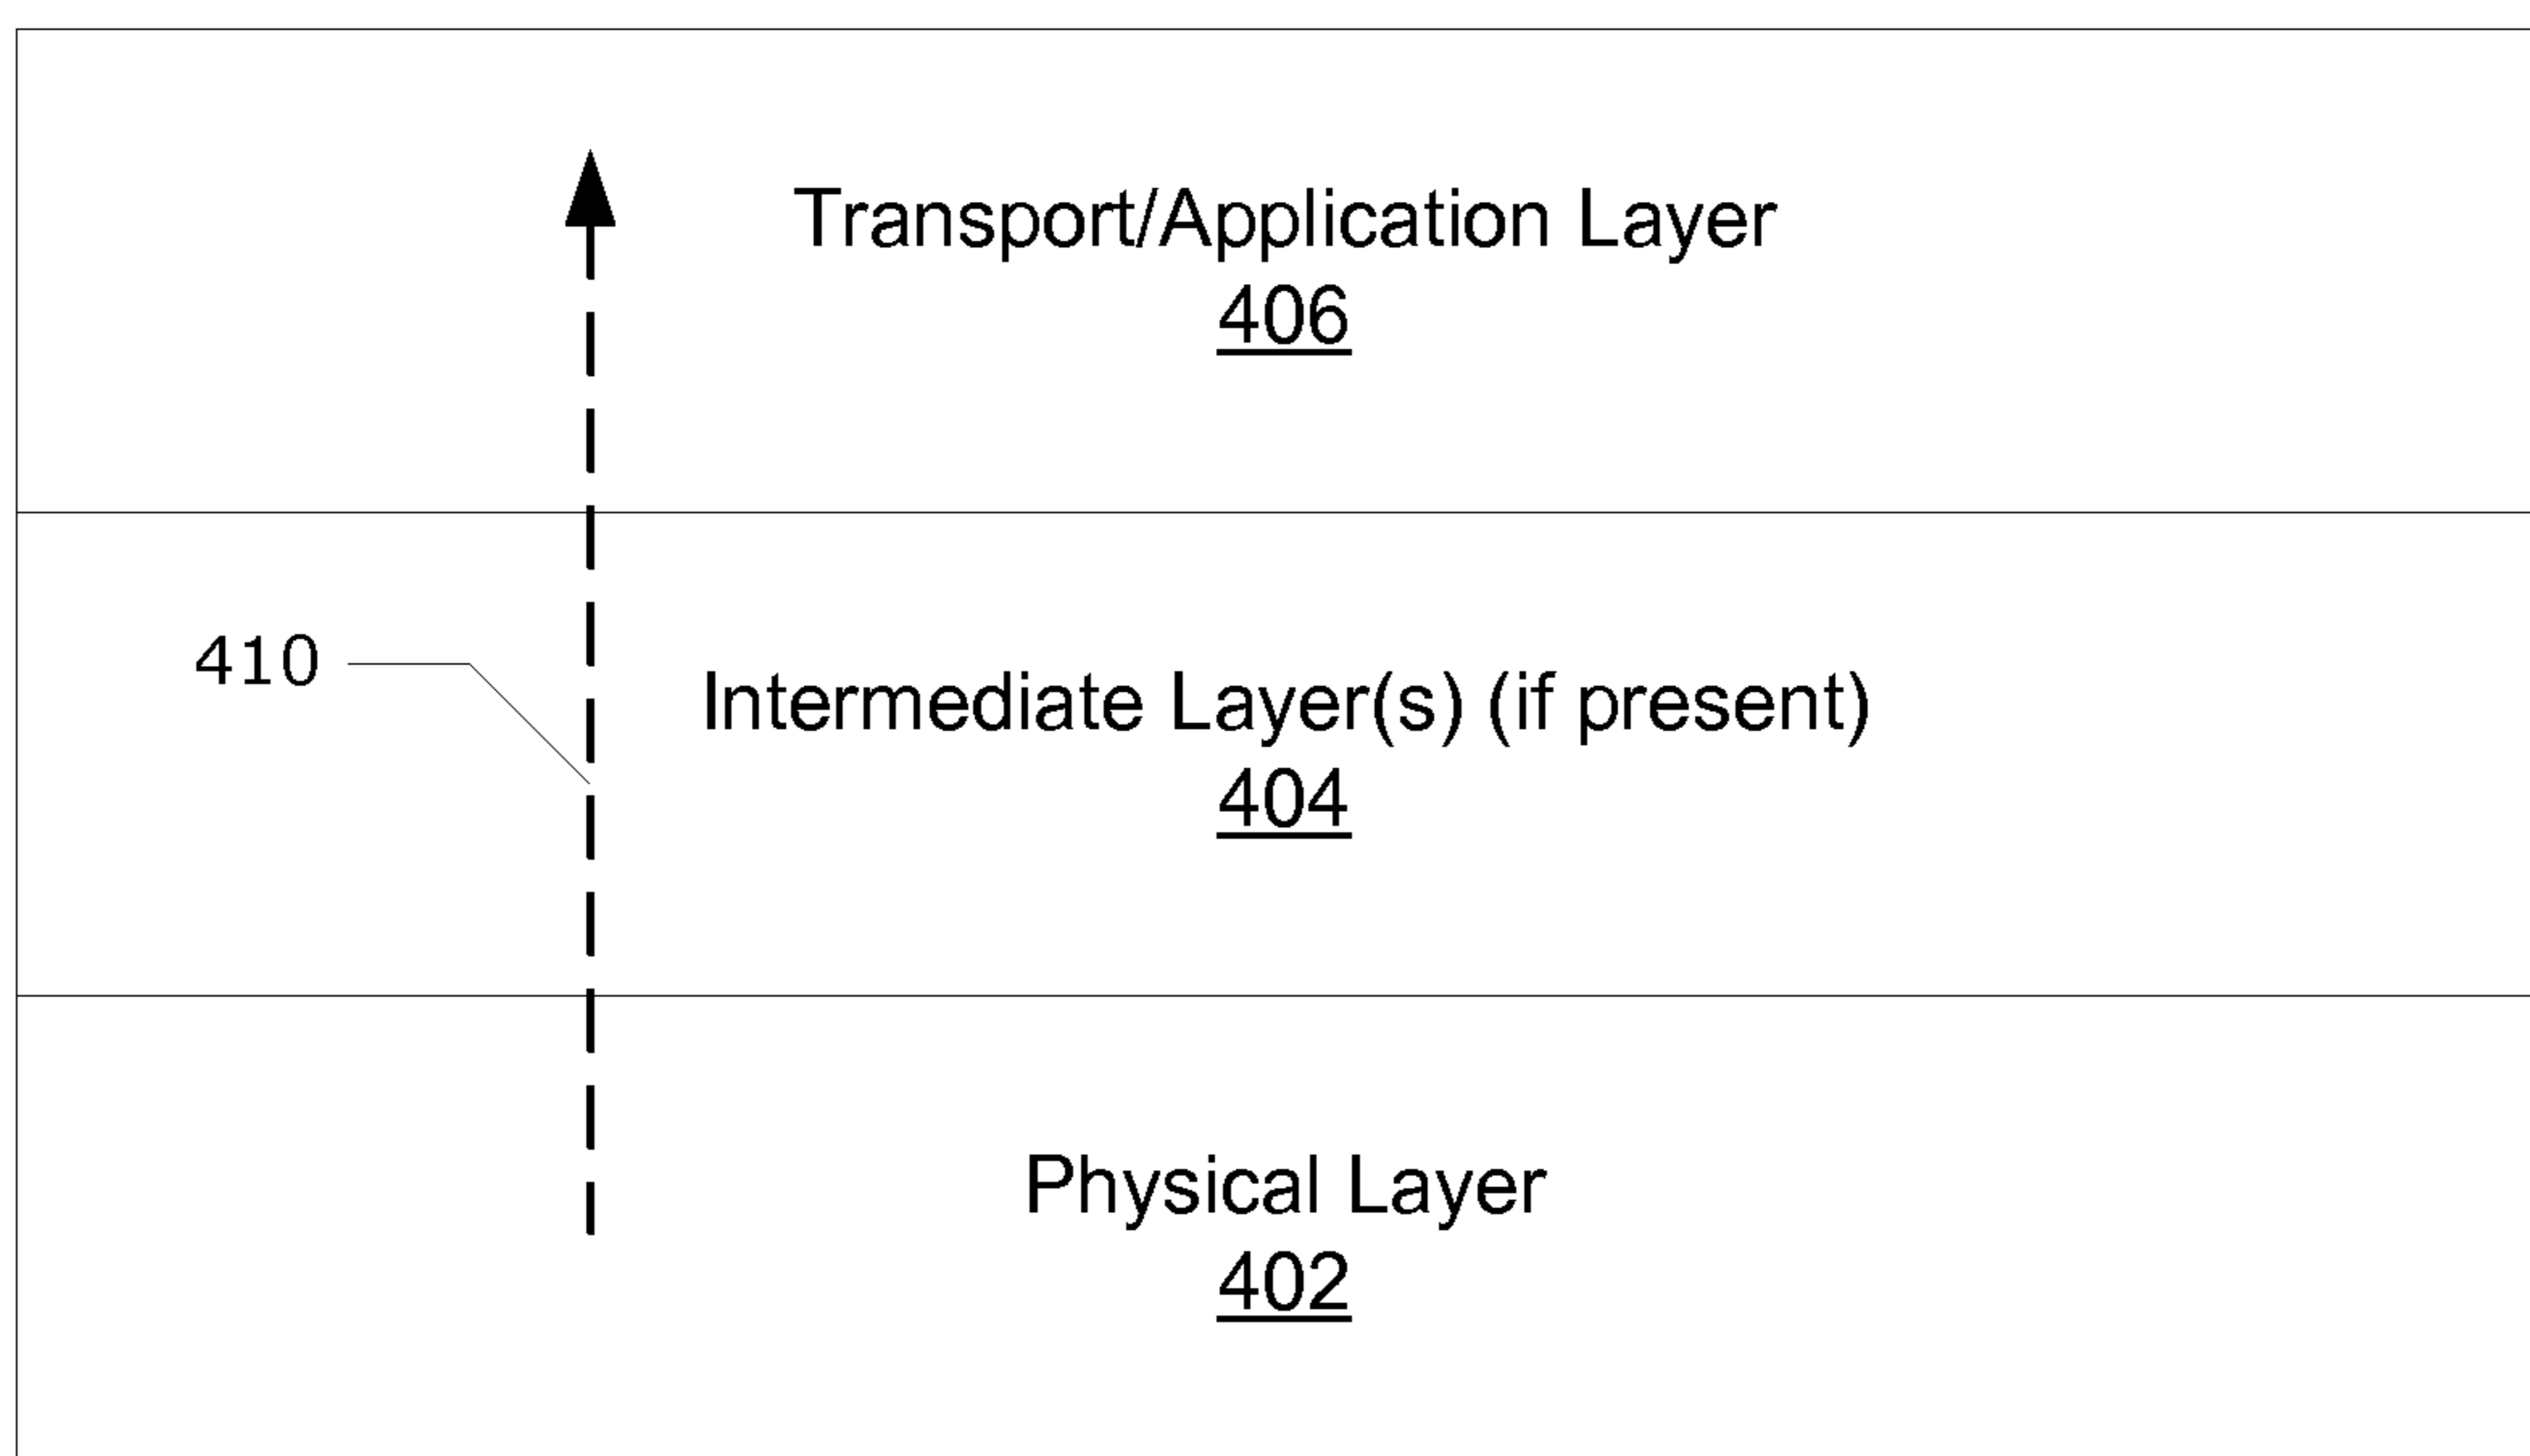 Transport/Application Layer
406
410
Intermediate Layer(s) (if present)
404
Physical Layer
402